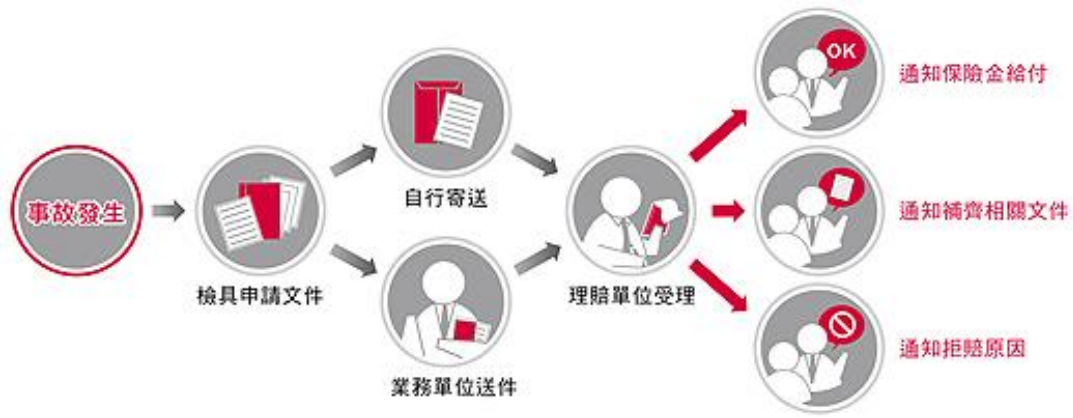 事故發生
檢具申請文件
自行寄送
業務單位送件
理賠單位受理
OK
通知保險金給付
通知補齊相關文件
通知拒賠原因